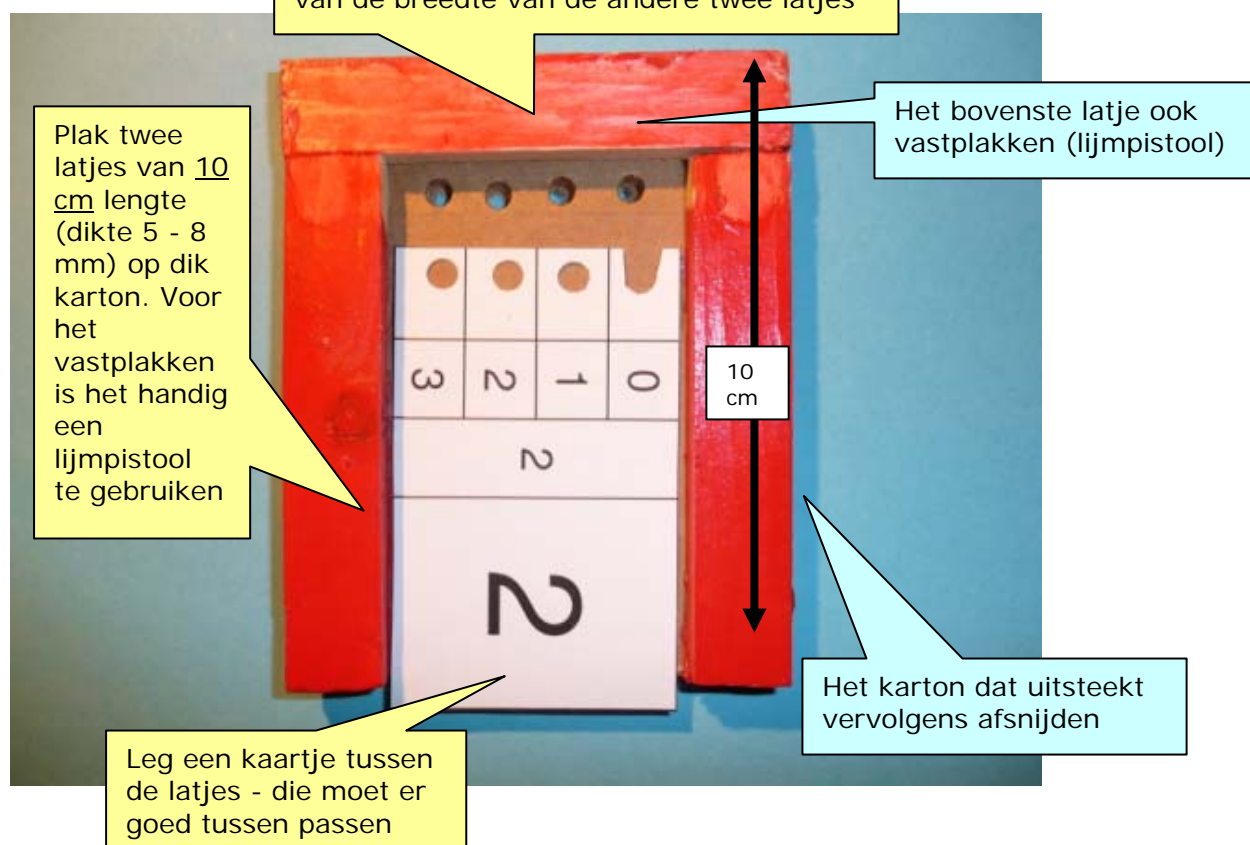 van de breedte van de andere twee latjes
Het bovenste latje ook
vastplakken (lijmpistool)
Plak twee
latjes van 10
cm lengte
(dikte 5 - 8
mm) op dik
karton. Voor
het
vastplakken
is het handig
een
lijmpistool
te gebruiken
3 2 1 0
2
2
10
cm
Het karton dat uitsteekt
vervolgens afsnijden
Leg een kaartje tussen
de latjes - die moet er
goed tussen passen